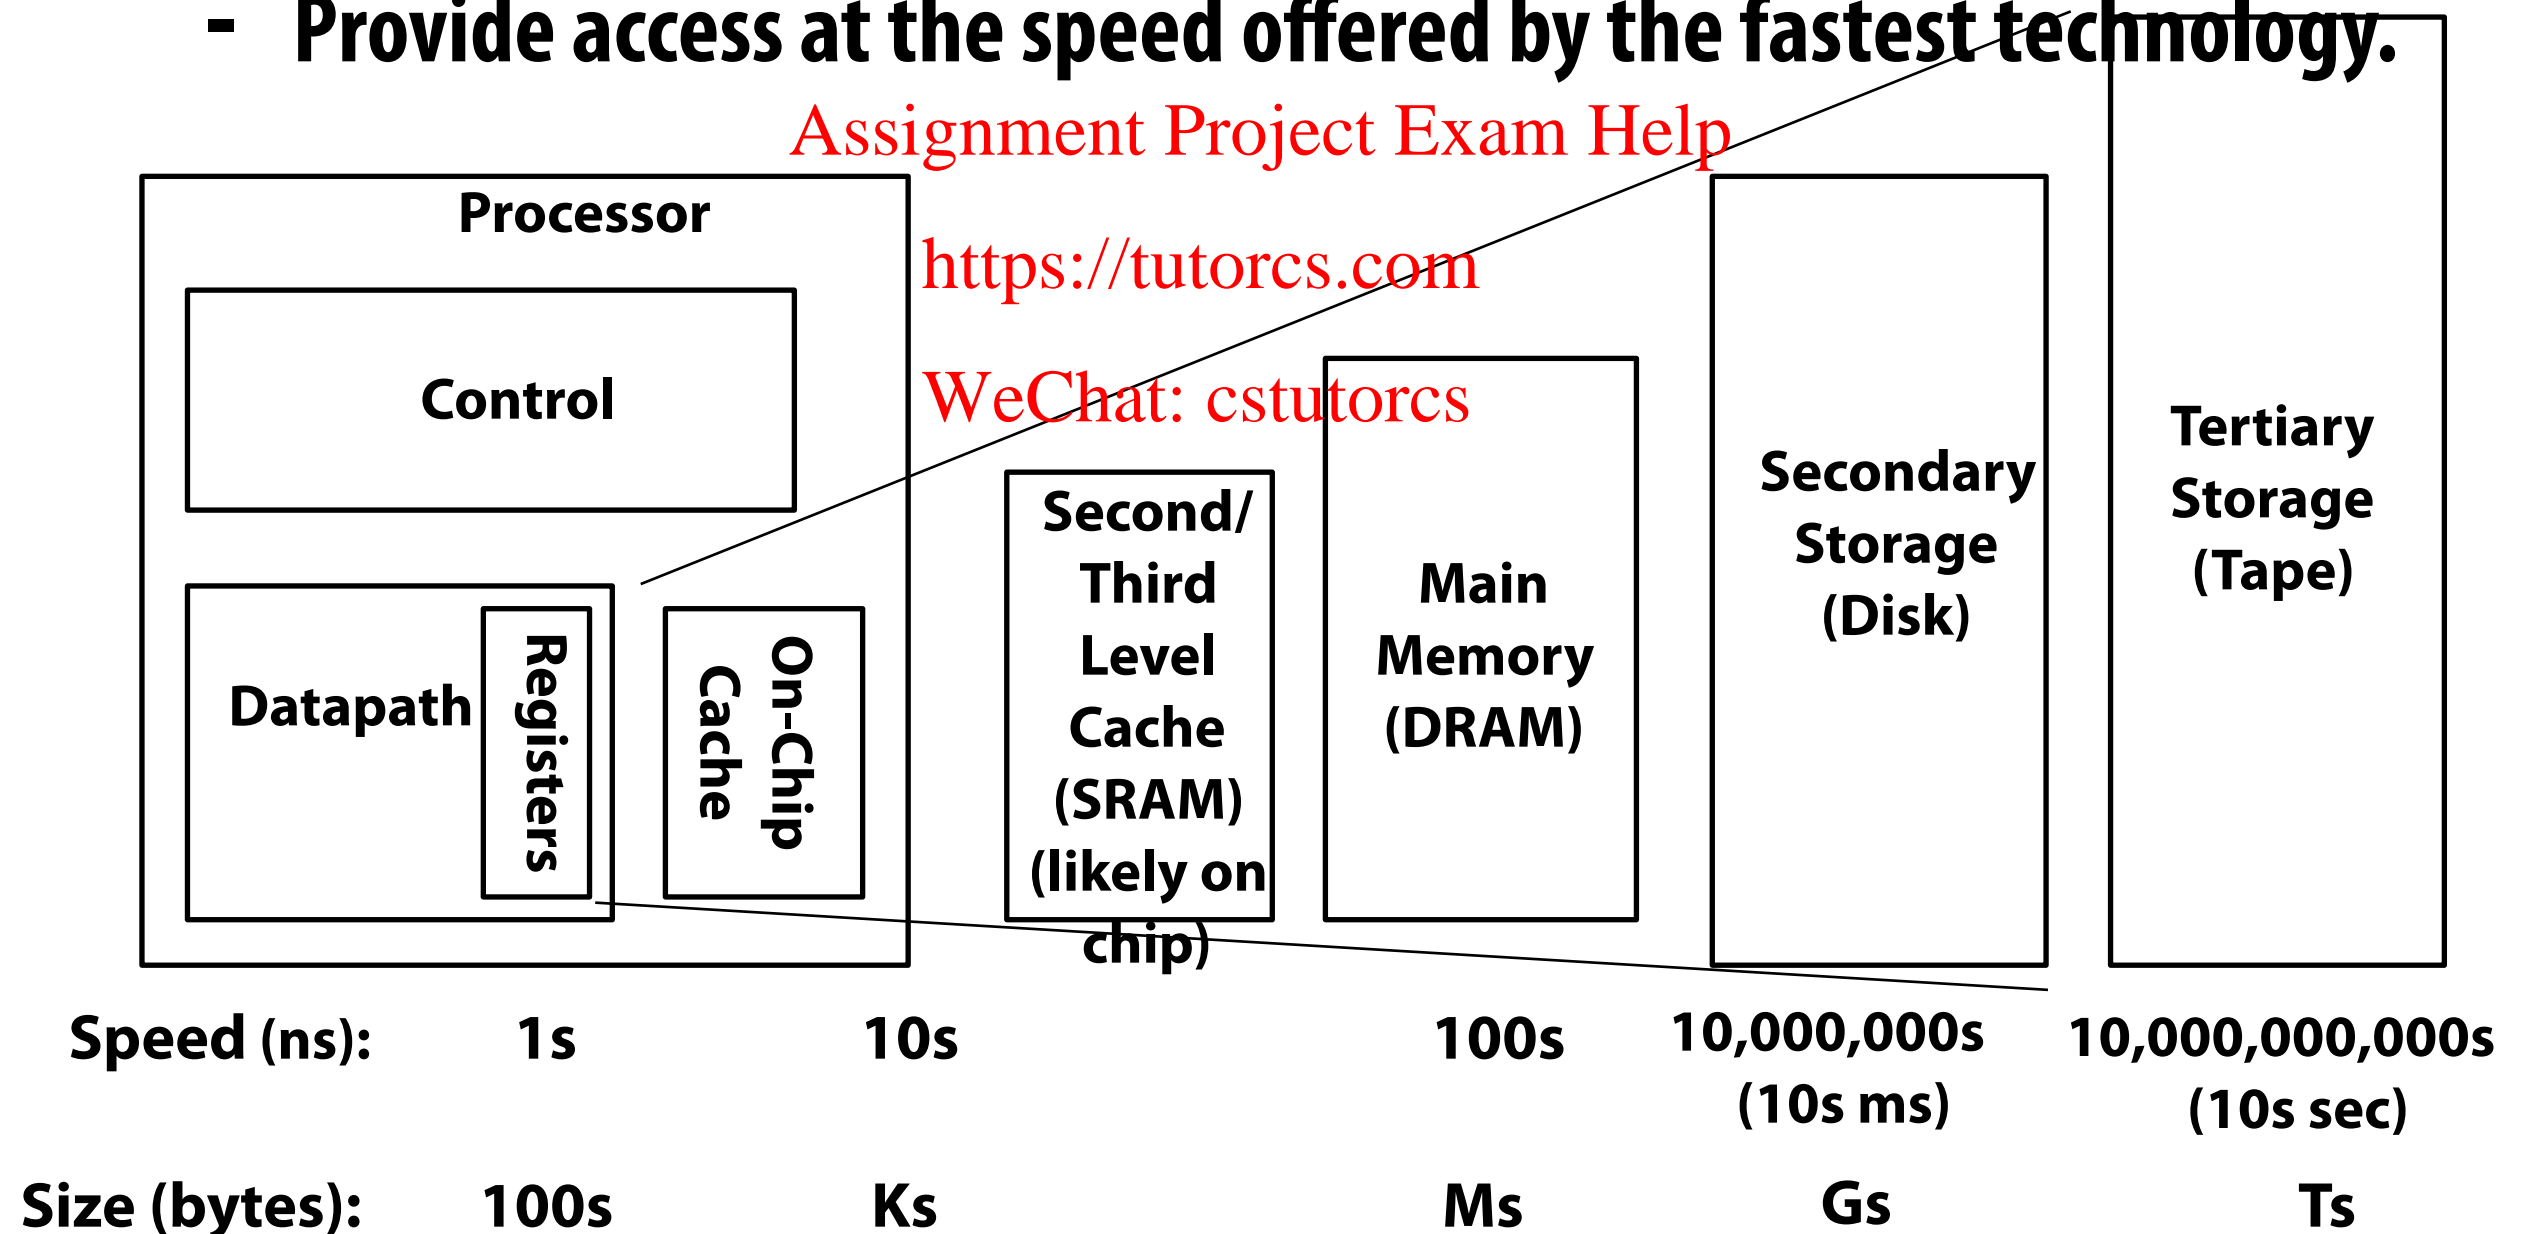 - Provide access at the speed offered by the fastest technology.
Assignment Project Exam Help
https://tutorcs.com
WeChat: cstutorcs
Processor
Control
Datapath
Registers
On-Chip
Cache
Second/
Third
Level
Cache
(SRAM)
(likely on
chip)
Main
Memory
(DRAM)
Secondary
Storage
(Disk)
Tertiary
Storage
(Tape)
Speed (ns): 1s 10s 100s 10,000,000s 10,000,000,000s
(10s ms) (10s sec)
Size (bytes): 100s Ks Ms Gs Ts